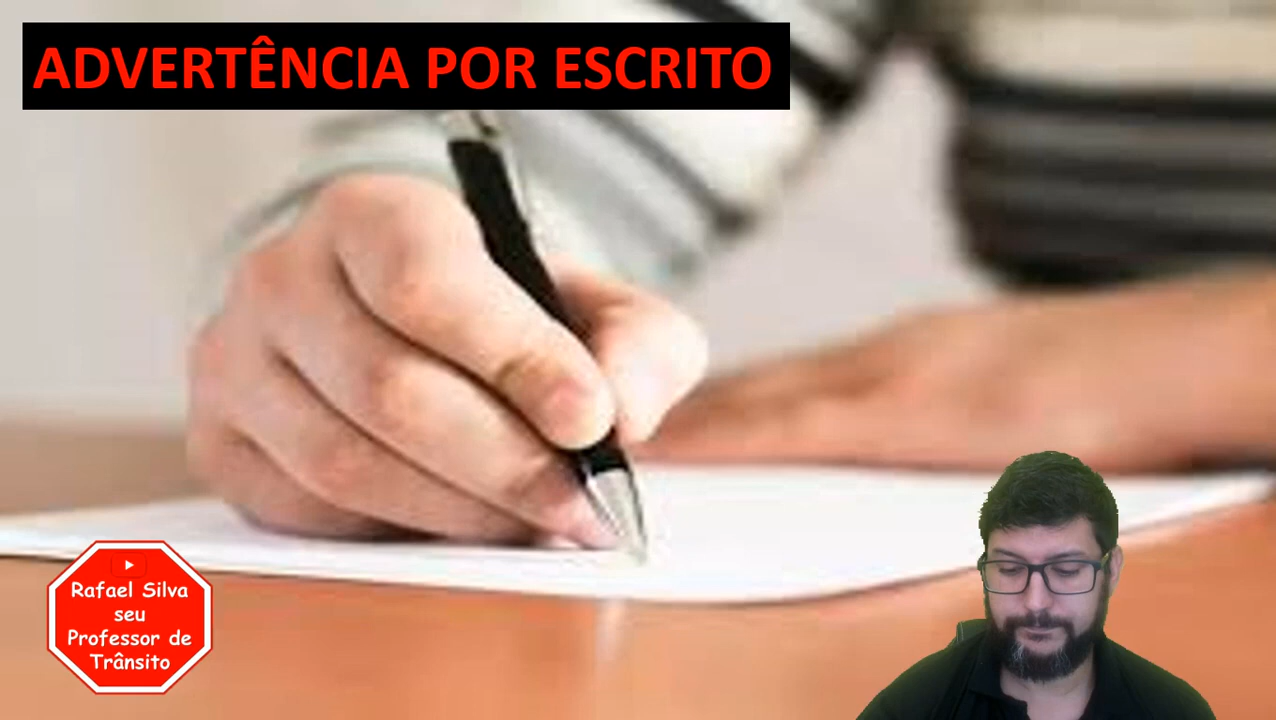 ADVERTÊNCIA POR ESCRITO
Rafael Silva
seu
Professor de
Trânsito